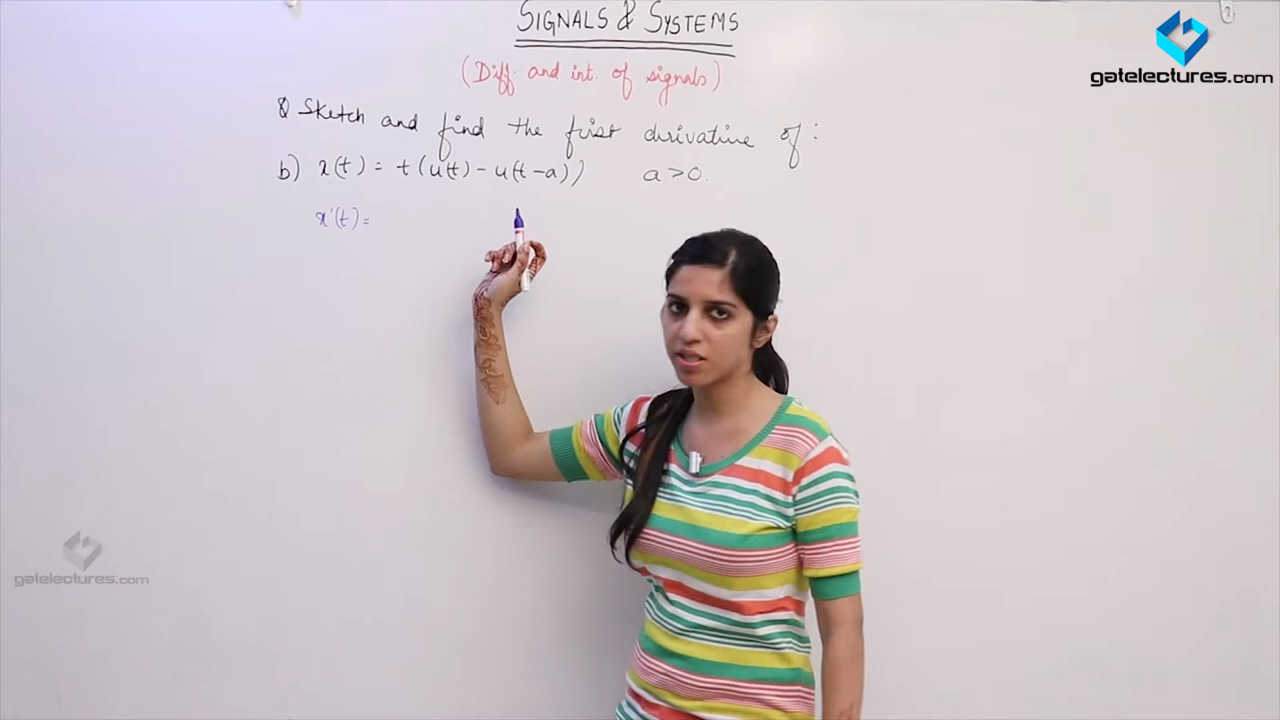 SIGNALS & SYSTEMS
gatelectures.com
(Diff. and int. of signals)
Q Sketch and find the first derivative of :
b) x(t) = t(u(t) - u(t-a)) a>0.
x'(t) =
gatelectures.com